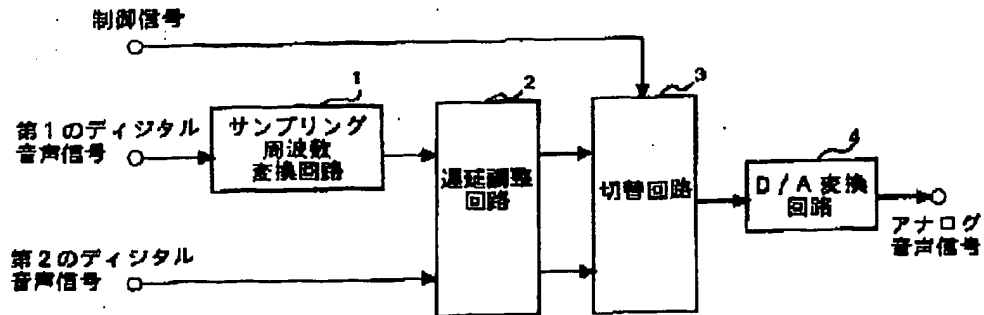 制御信号
1
2
3
4
第1のディジタル
音声信号
サンプリング
周波数
変換回路
遅延調整
回路
切替回路
D/A変換
回路
アナログ
音声信号
第2のディジタル
音声信号